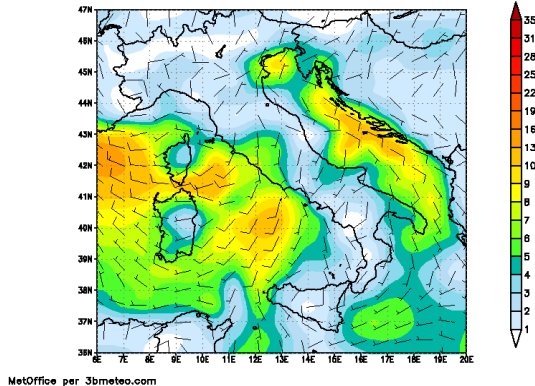 47N
46N
45N
44N
43N
42N
41N
40N
39N
38N
37N
36N
6E 7E 8E 9E 10E 11E 12E 13E 14E 15E 16E 17E 18E 19E 20E
35
31
28
25
22
19
16
13
10
9
8
7
6
5
4
3
2
1
MetOffice per 3bmeteo.com